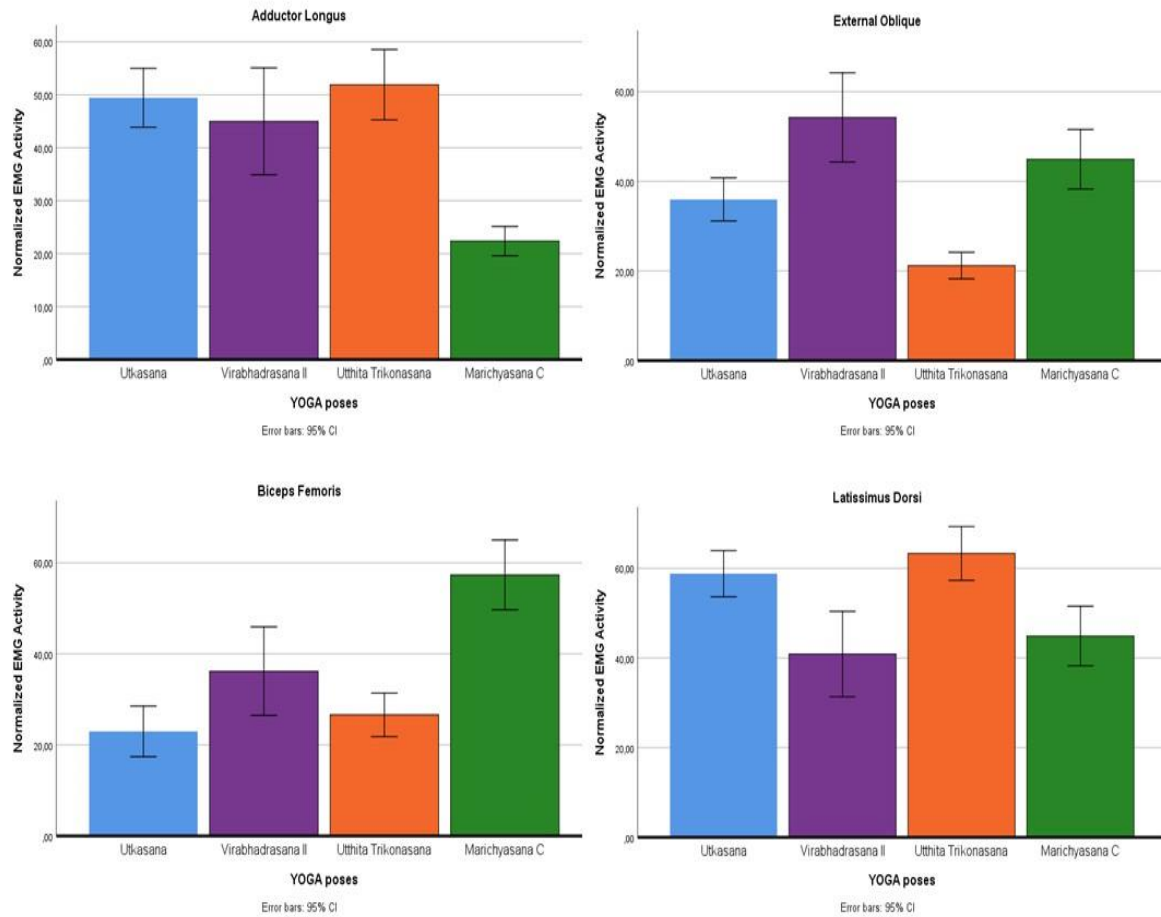 Adductor Longus
Normalized EMG Activity
60,00
50,00
40,00
30,00
20,00
10,00
,00
Utkasana Virabhadrasana II Utthita Trikonasana Marichyasana C
YOGA poses
Error bars: 95% CI
External Oblique
Normalized EMG Activity
60,00
40,00
20,00
,00
Utkasana Virabhadrasana II Utthita Trikonasana Marichyasana C
YOGA poses
Error bars: 95% CI
Biceps Femoris
Normalized EMG Activity
60,00
40,00
20,00
,00
Utkasana Virabhadrasana II Utthita Trikonasana Marichyasana C
YOGA poses
Error bars: 95% CI
Latissimus Dorsi
Normalized EMG Activity
60,00
40,00
20,00
,00
Utkasana Virabhadrasana II Utthita Trikonasana Marichyasana C
YOGA poses
Error bars: 95% CI